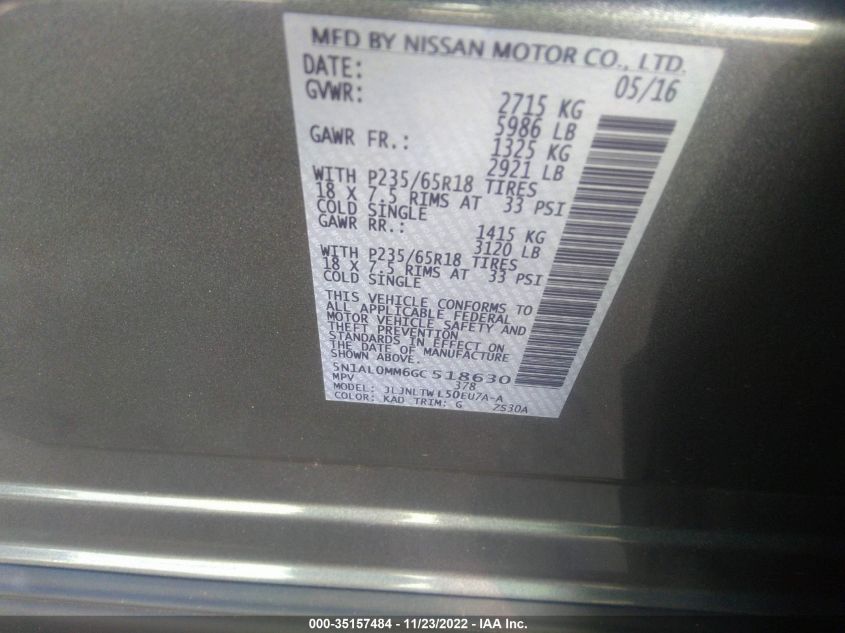 MFD BY NISSAN MOTOR CO., LTD.
DATE: 05/16
GVWR: 2715 KG
5986 LB
GAWR FR.: 1325 KG
2921 LB
WITH P235/65R18 TIRES
18 X 7.5 RIMS AT 33 PSI
COLD SINGLE
GAWR RR.: 1415 KG
3120 LB
WITH P235/65R18 TIRES
18 X 7.5 RIMS AT 33 PSI
COLD SINGLE
THIS VEHICLE CONFORMS TO
ALL APPLICABLE FEDERAL
MOTOR VEHICLE SAFETY AND
THEFT PREVENTION
STANDARDS IN EFFECT ON
THE DATE OF MANUFACTURE
SHOWN ABOVE.
5N1AL0MM6GC518630
MPV 378
MODEL: JLJNLTWL50EU7A-A
COLOR: KAD TRIM: G ZS30A
000-35157484 - 11/23/2022 - IAA Inc.